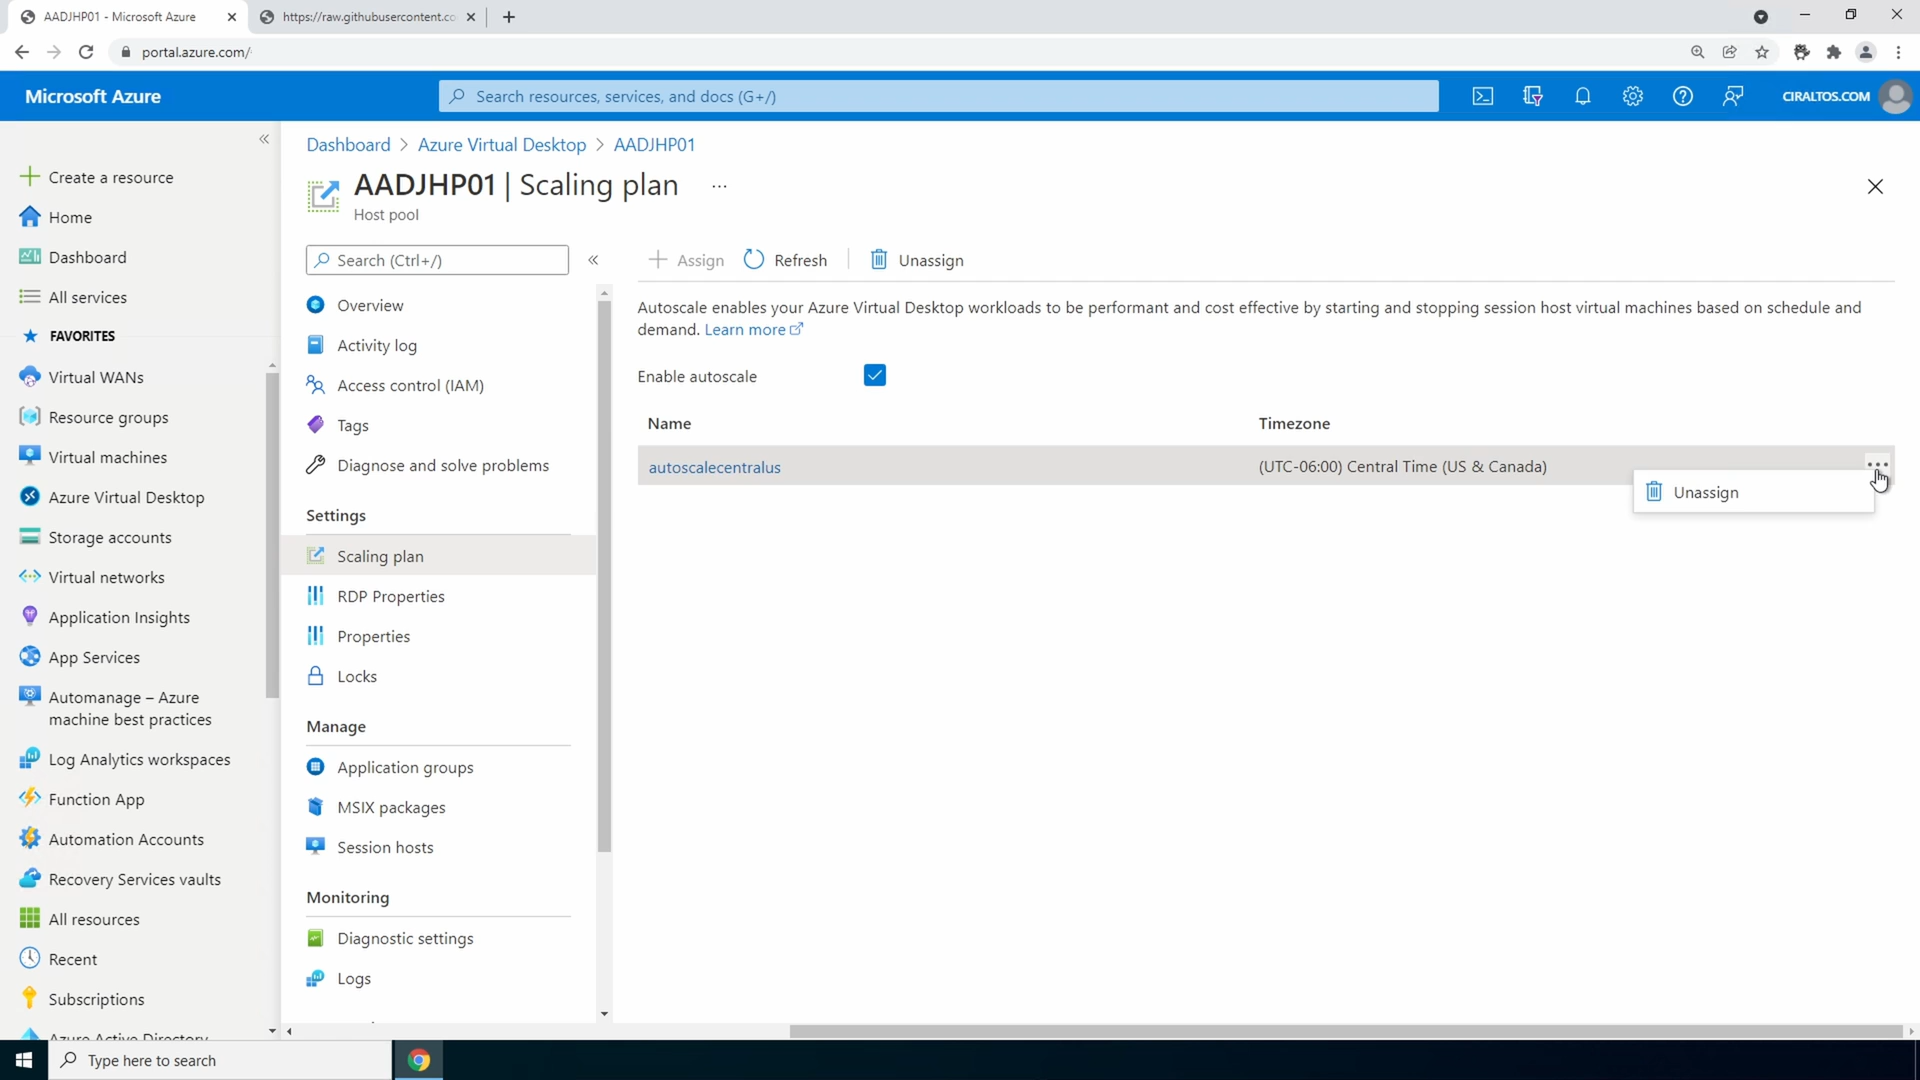 AADJHP01 - Microsoft Azure
https://raw.githubusercontent.co
portal.azure.com/
Microsoft Azure
Search resources, services, and docs (G+/)
CIRALTOS.COM
Create a resource
Home
Dashboard
All services
FAVORITES
Virtual WANs
Resource groups
Virtual machines
Azure Virtual Desktop
Storage accounts
Virtual networks
Application Insights
App Services
Automanage – Azure
machine best practices
Log Analytics workspaces
Function App
Automation Accounts
Recovery Services vaults
All resources
Recent
Subscriptions
Azure Active Directory
Dashboard > Azure Virtual Desktop > AADJHP01
AADJHP01 | Scaling plan ...
Host pool
Search (Ctrl+/)
Overview
Activity log
Access control (IAM)
Tags
Diagnose and solve problems
Settings
Scaling plan
RDP Properties
Properties
Locks
Manage
Application groups
MSIX packages
Session hosts
Monitoring
Diagnostic settings
Logs
Assign
Refresh
Unassign
Autoscale enables your Azure Virtual Desktop workloads to be performant and cost effective by starting and stopping session host virtual machines based on schedule and
demand. Learn more
Enable autoscale
Name
Timezone
autoscalecentralus
(UTC-06:00) Central Time (US & Canada)
Unassign
Type here to search